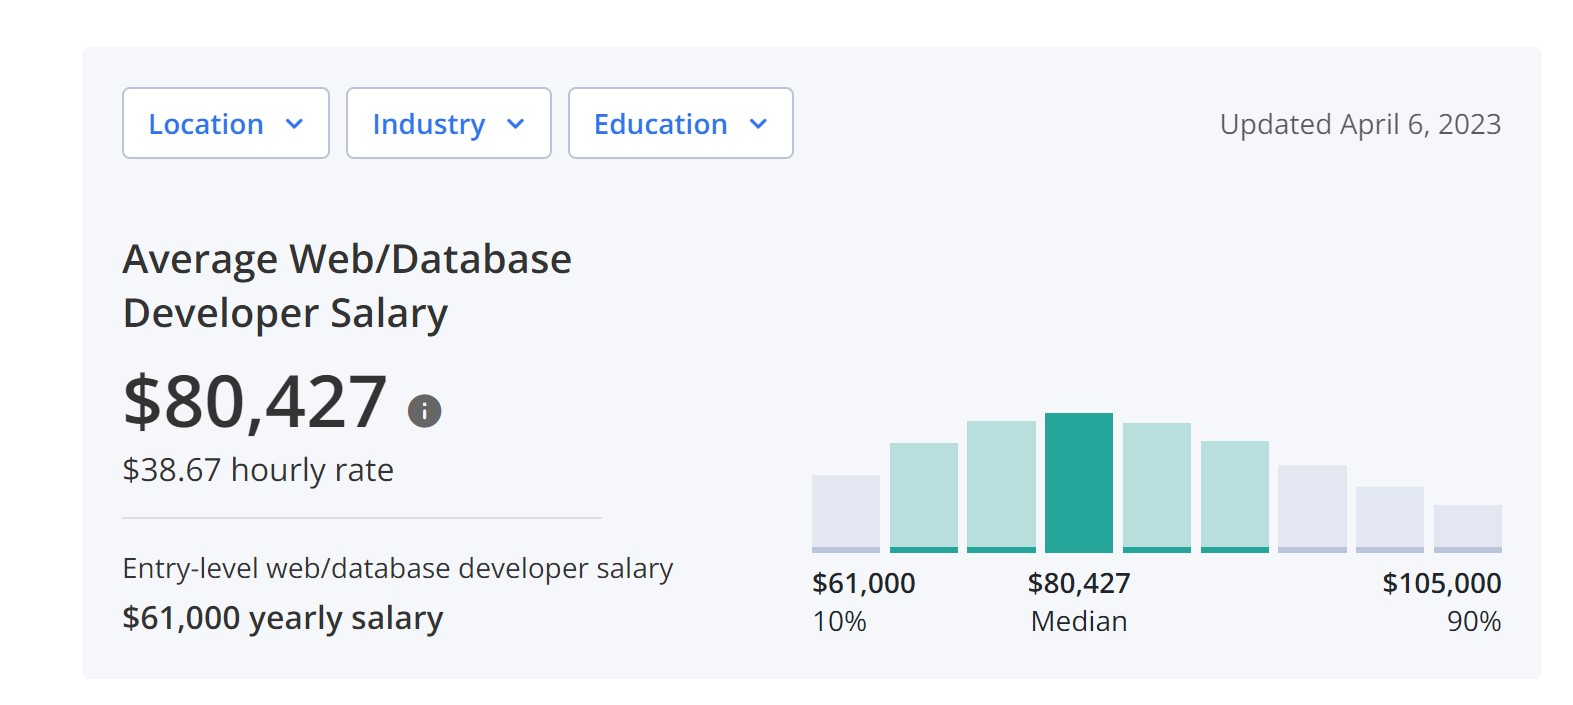 Location
Industry
Education
Updated April 6, 2023
Average Web/Database
Developer Salary
$80,427
$38.67 hourly rate
Entry-level web/database developer salary
$61,000 yearly salary
$61,000
10%
$80,427
Median
$105,000
90%